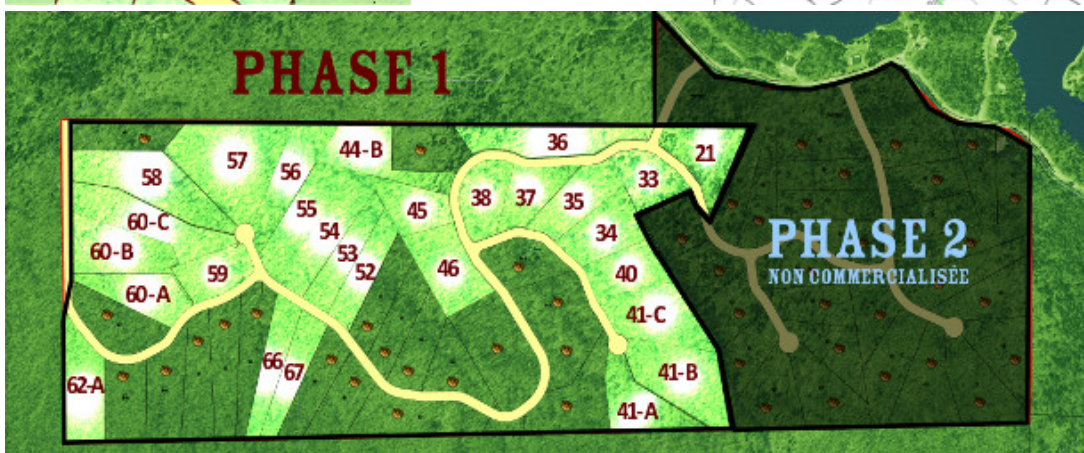 PHASE 1
36
21
44-B
57
56
58
33
38
37
35
45
55
60-C
54
34
60-B
53
52
59
46
40
60-A
41-C
PHASE 2
NON COMMERCIALISÉE
66
67
62-A
41-B
41-A